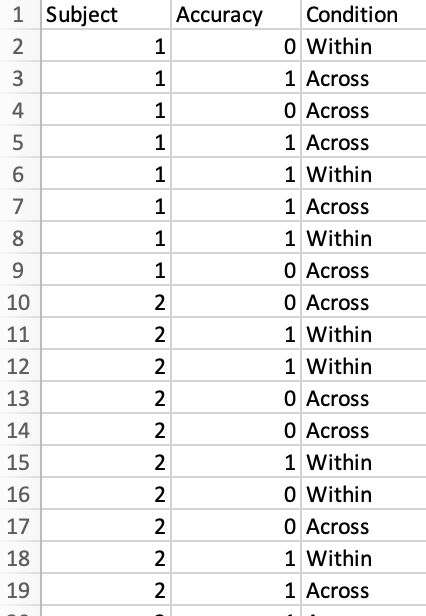 1 Subject Accuracy Condition
2 1 0 Within
3 1 1 Across
4 1 0 Across
5 1 1 Across
6 1 1 Within
7 1 1 Across
8 1 1 Within
9 1 0 Across
10 2 0 Across
11 2 1 Within
12 2 1 Within
13 2 0 Across
14 2 0 Across
15 2 1 Within
16 2 0 Within
17 2 0 Across
18 2 1 Within
19 2 1 Across